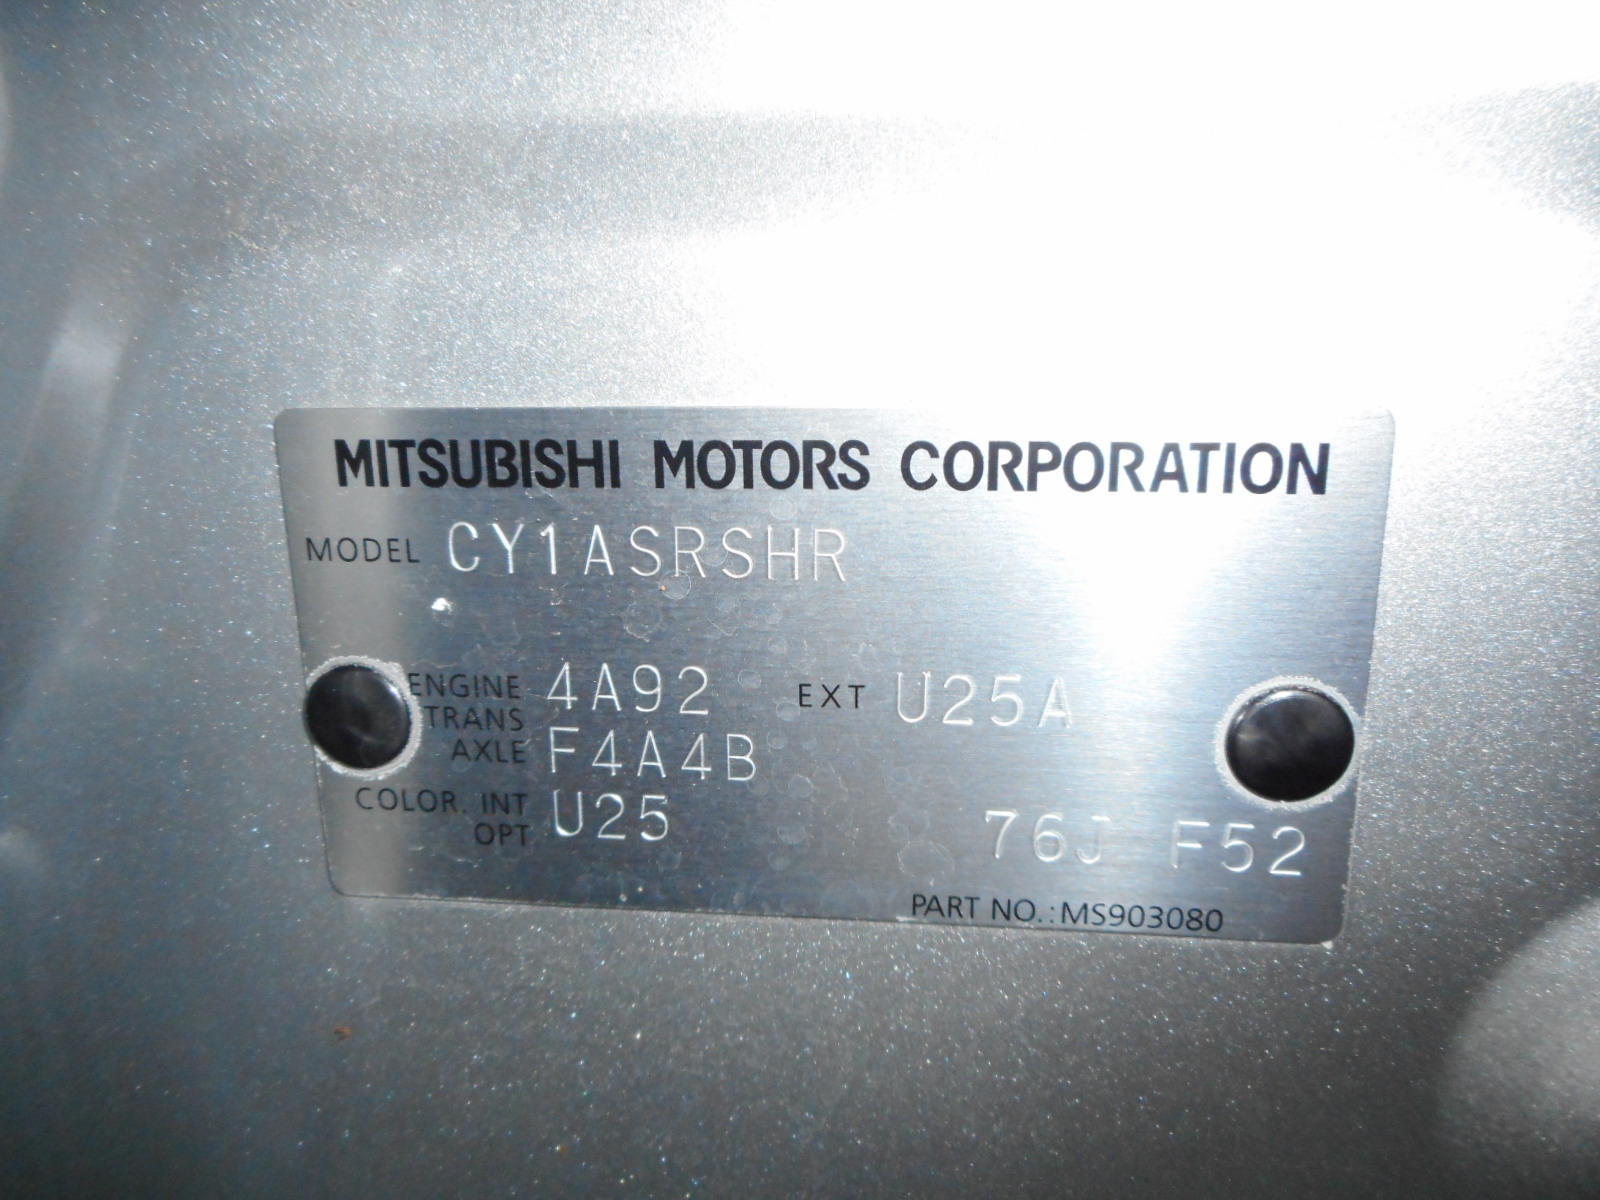 MITSUBISHI MOTORS CORPORATION
MODEL CY1ASRSHR
ENGINE 4A92 EXT U25A
TRANS
AXLE F4A4B
COLOR. INT
OPT U25 76J F52
PART NO.:MS903080